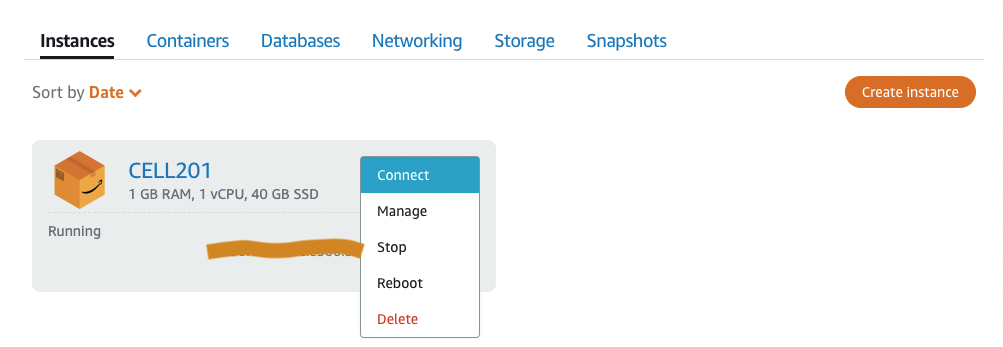 Instances Containers Databases Networking Storage Snapshots
Sort by Date
Create instance
CELL201
1 GB RAM, 1 vCPU, 40 GB SSD
Running
Connect
Manage
Stop
Reboot
Delete